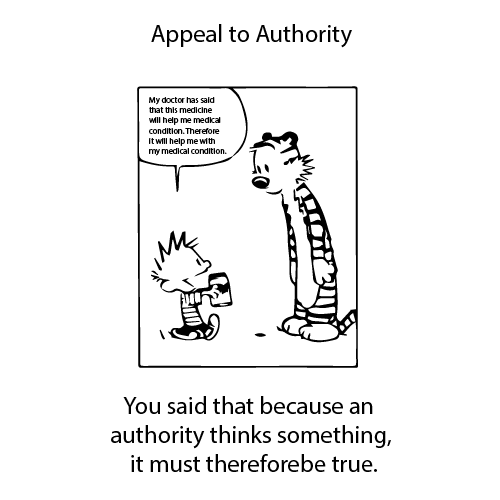 Appeal to Authority
My doctor has said
that this medicine
will help me medical
condition. Therefore
it will help me with
my medical condition.
You said that because an
authority thinks something,
it must thereforebe true.